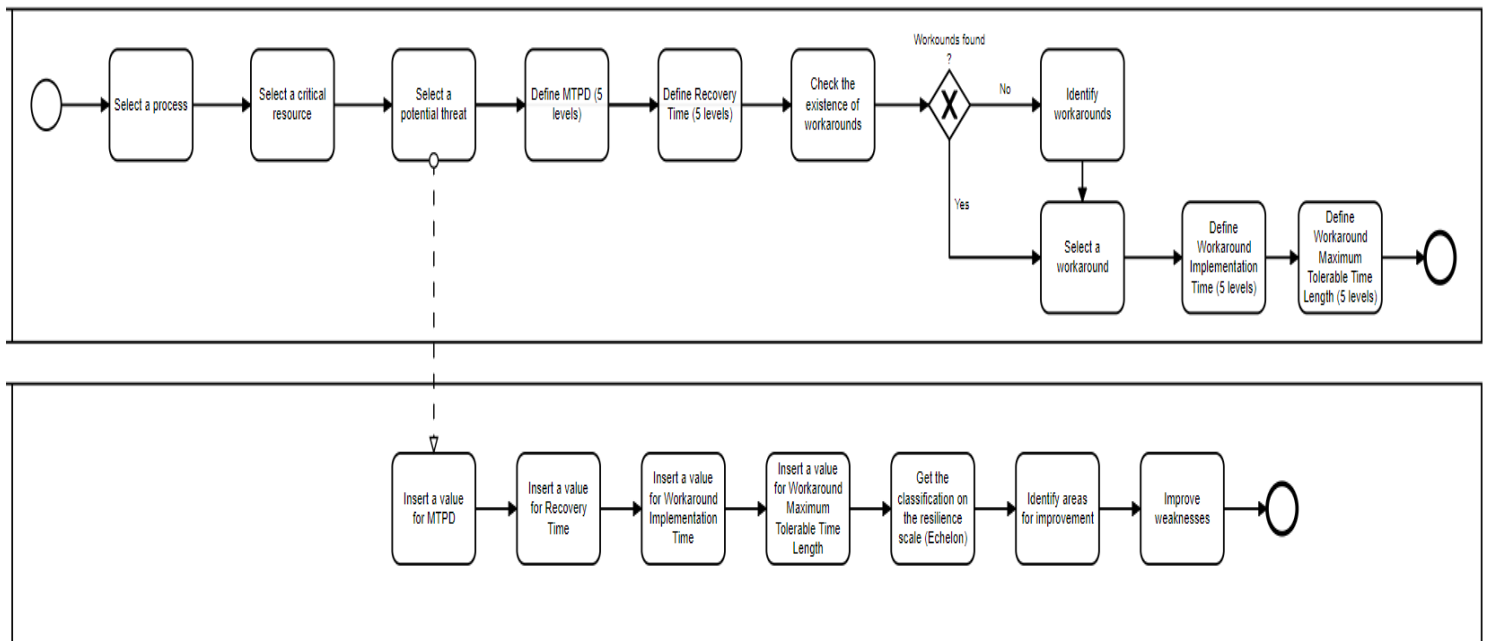 Workounds found
?
Select a process
Select a critical
resource
Select a
potential threat
Define MTPD (5
levels)
Define Recovery
Time (5 levels)
Check the
existence of
workarounds
No
Identify
workarounds
Yes
Select a
workaround
Define
Workaround
Implementation
Time (5 levels)
Define
Workaround
Maximum
Tolerable Time
Length (5 levels)
Insert a value
for MTPD
Insert a value
for Recovery
Time
Insert a value
for Workaround
Implementation
Time
Insert a value
for Workaround
Maximum
Tolerable Time
Length
Get the
classification on
the resilience
scale (Echelon)
Identify areas
for improvement
Improve
weaknesses